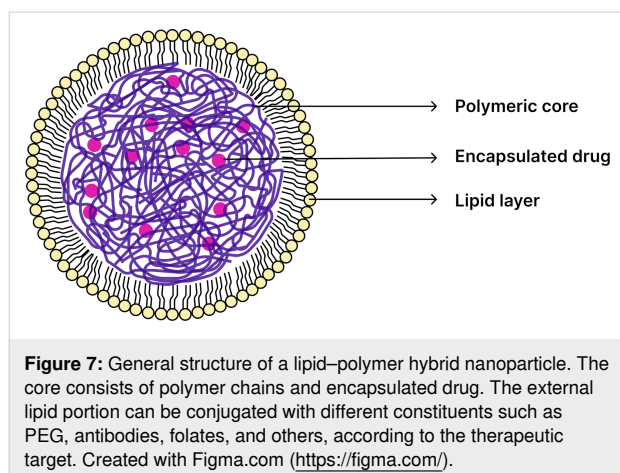 Polymeric core
Encapsulated drug
Lipid layer
Figure 7: General structure of a lipid–polymer hybrid nanoparticle. The
core consists of polymer chains and encapsulated drug. The external
lipid portion can be conjugated with different constituents such as
PEG, antibodies, folates, and others, according to the therapeutic
target. Created with Figma.com (https://figma.com/).